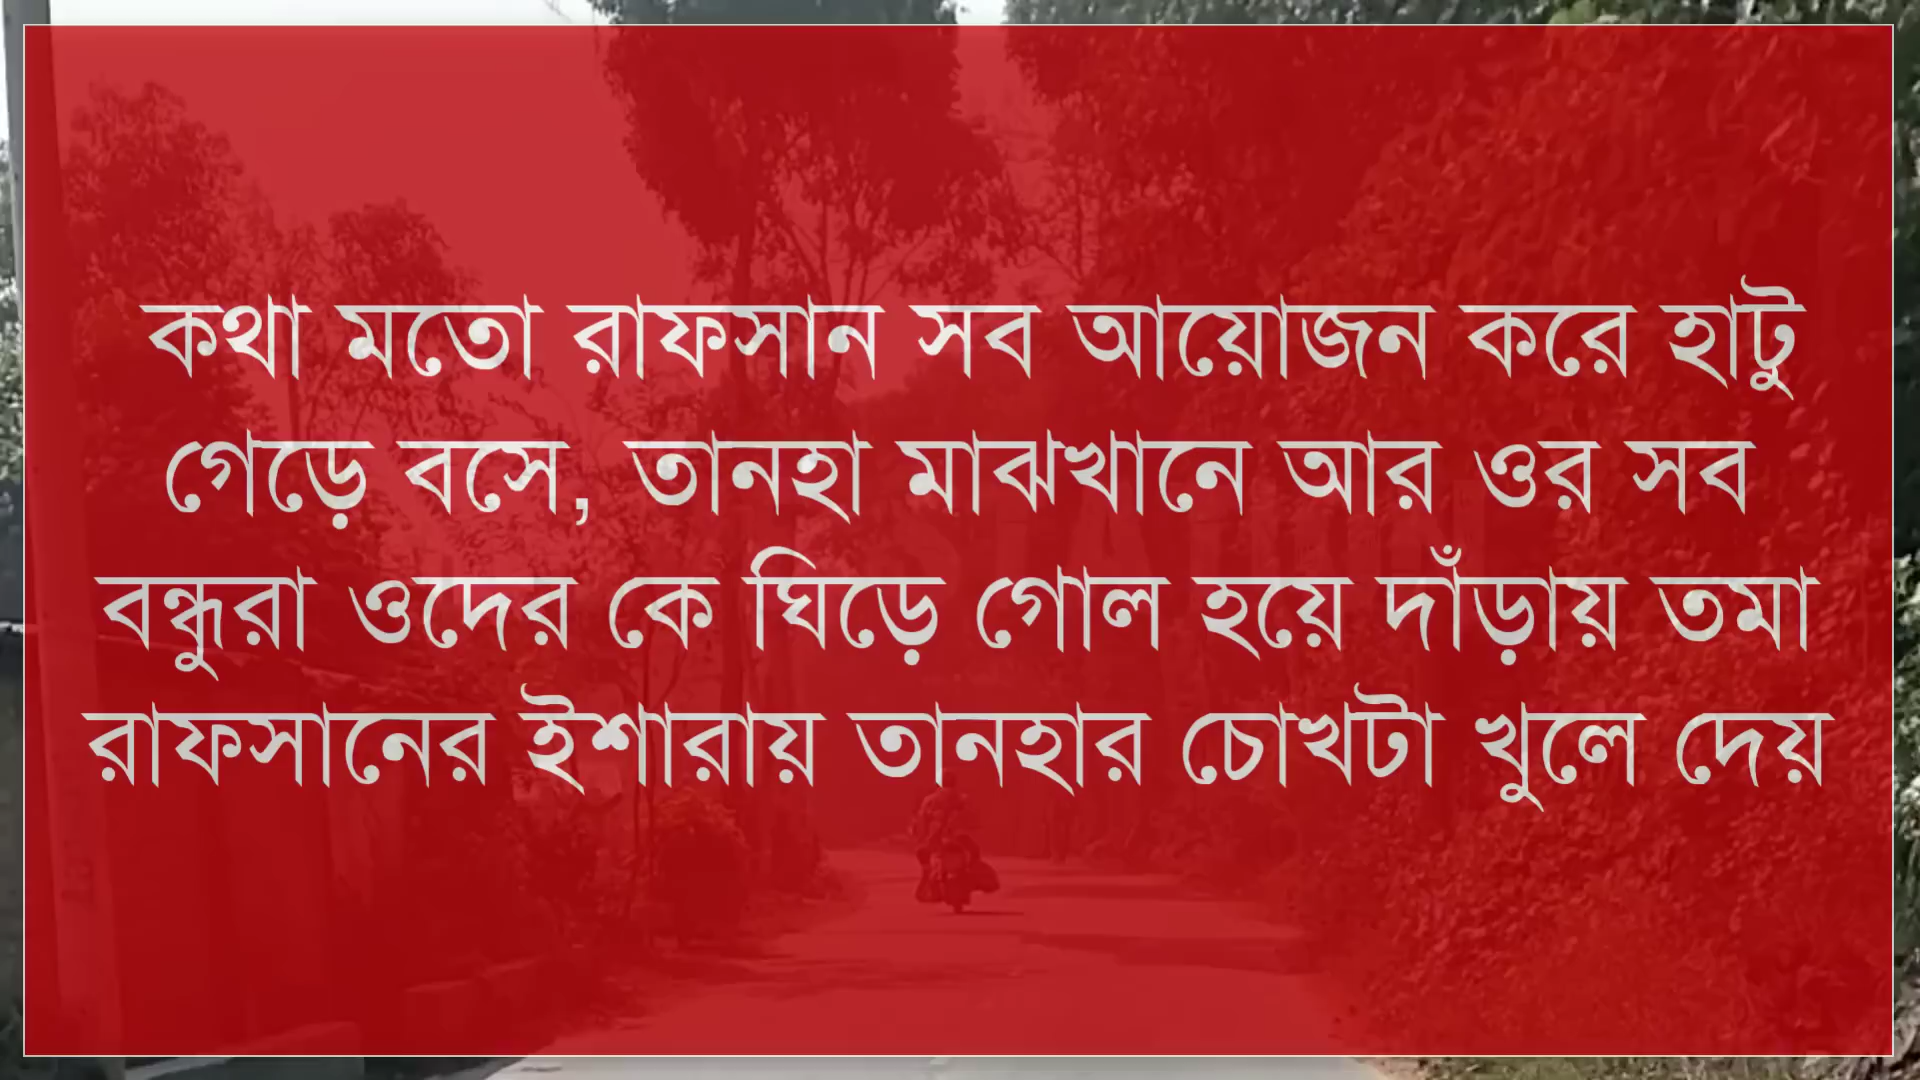 কথা মতো রাফসান সব আয়োজন করে হাটু
গেড়ে বসে, তানহা মাঝখানে আর ওর সব
বন্ধুরা ওদের কে ঘিড়ে গোল হয়ে দাঁড়ায় তমা
রাফসানের ইশারায় তানহার চোখটা খুলে দেয়